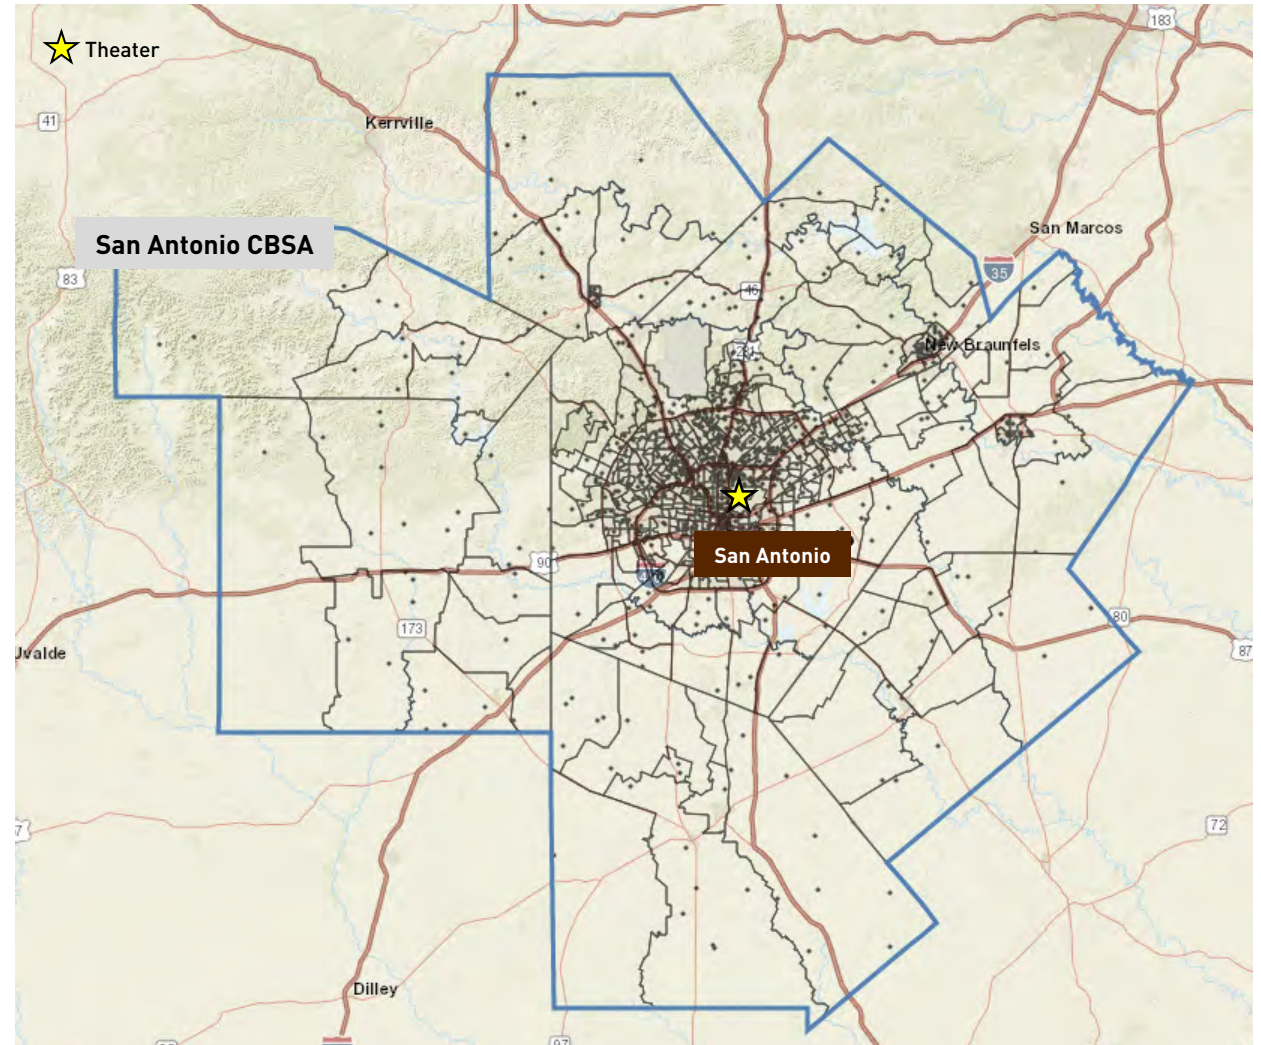 183
Theater
41
Kerrville
San Marcos
San Antonio CBSA
35
83
46
281
New Braunfels
San Antonio
90
173
80
Uvalde
87
72
Dilley
97